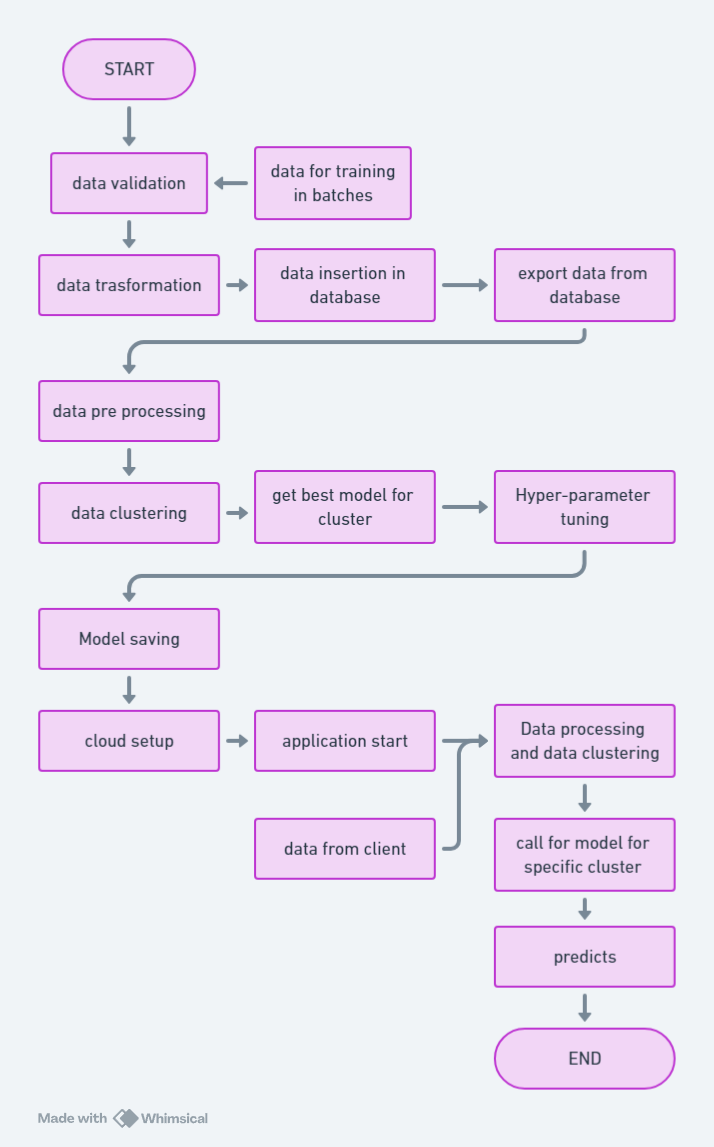 START
data validation
data for training
in batches
data trasformation
data insertion in
database
export data from
database
data pre processing
data clustering
get best model for
cluster
Hyper-parameter
tuning
Model saving
cloud setup
application start
Data processing
and data clustering
data from client
call for model for
specific cluster
predicts
END
Made with Whimsical